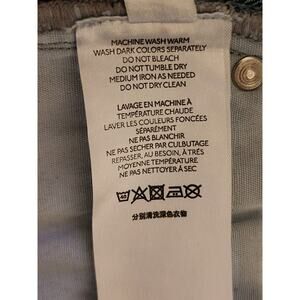 MACHINE WASH WARM
WASH DARK COLORS SEPARATELY
DO NOT BLEACH
DO NOT TUMBLE DRY
MEDIUM IRON AS NEEDED
DO NOT DRY CLEAN
LAVAGE EN MACHINE À
TEMPÉRATURE CHAUDE
LAVER LES COULEURS FONCÉES
SÉPARÉMENT
NE PAS BLANCHIR
NE PAS SECHER PAR CULBUTAGE
REPASSER, AU BESOIN, À TRÈS
MOYENNE TEMPÉRATURE
NE PAS NETTOYER À SEC
40
分别清洗深色衣物